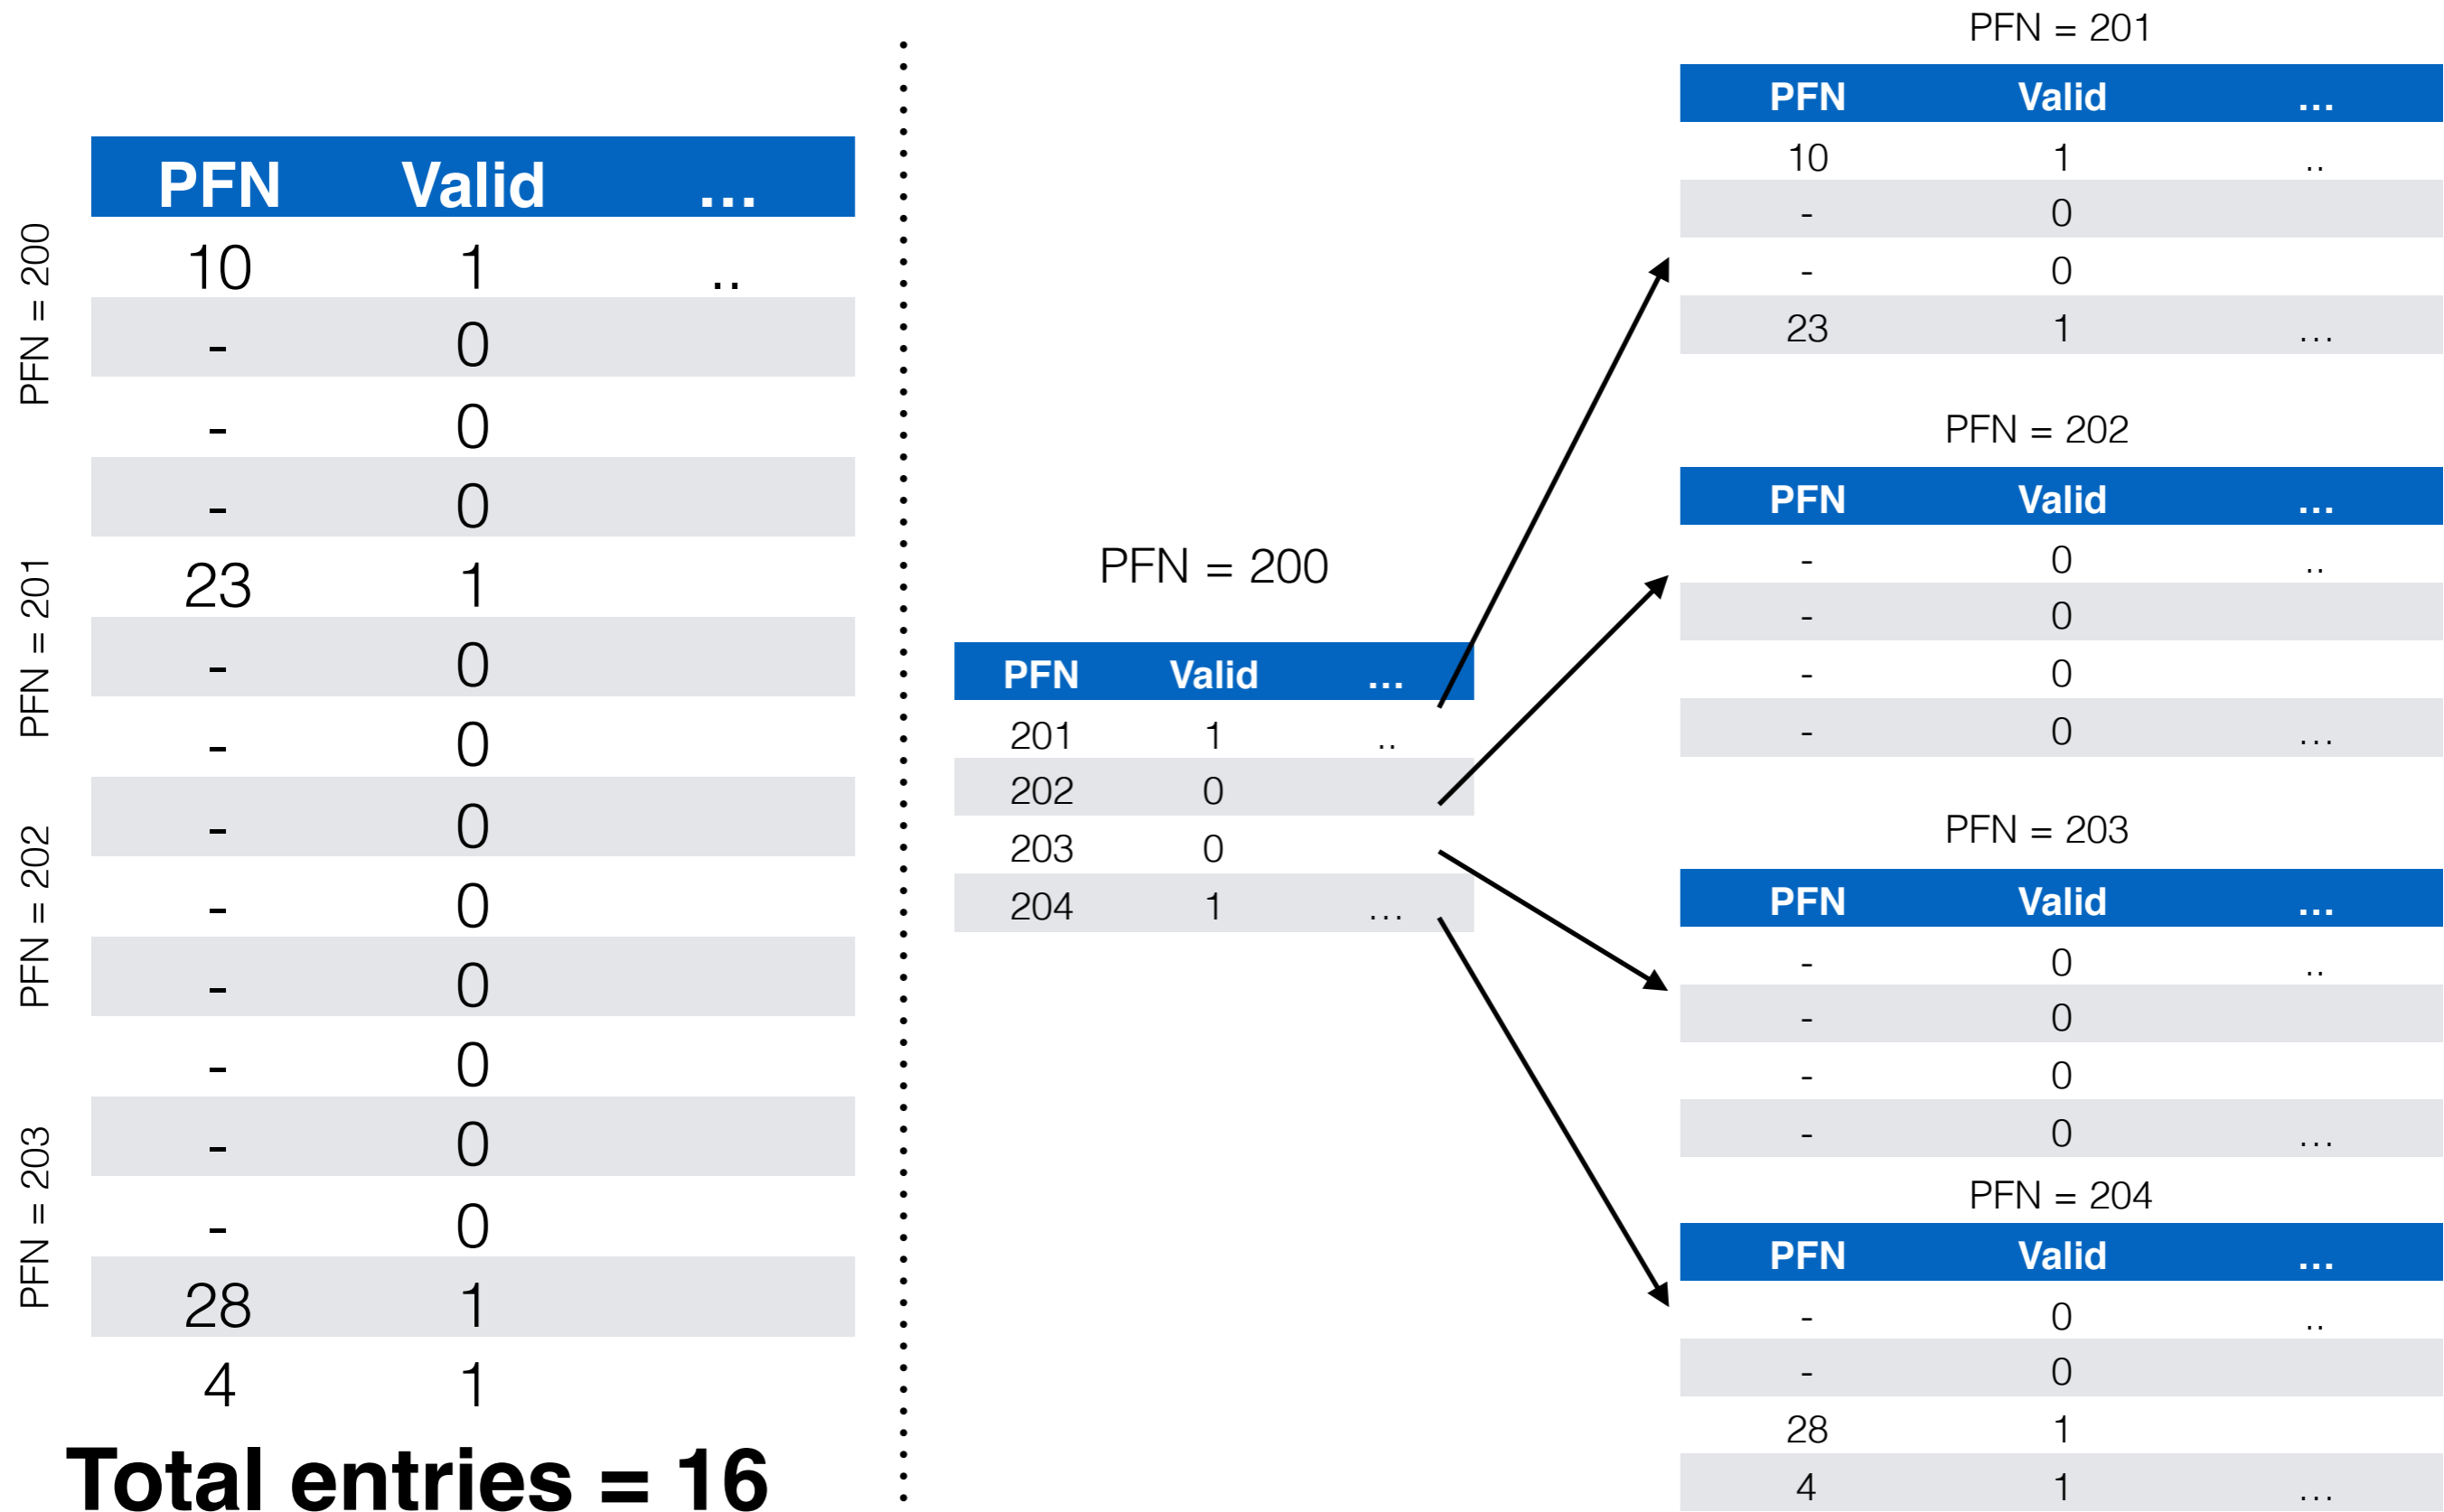 PFN Valid ...
PFN = 200
10 1 ..
- 0
- 0
- 0
PFN = 201
23 1
- 0
- 0
- 0
PFN = 202
- 0
- 0
- 0
- 0
PFN = 203
- 0
28 1
4 1
Total entries = 16
PFN = 200
PFN Valid ...
201 1 ..
202 0
203 0
204 1 ...
PFN = 201
PFN Valid ...
10 1 ..
- 0
- 0
23 1 ...
PFN = 202
PFN Valid ...
- 0 ..
- 0
- 0
- 0 ...
PFN = 203
PFN Valid ...
- 0 ..
- 0
- 0
- 0 ...
PFN = 204
PFN Valid ...
- 0 ..
- 0
28 1
4 1 ...